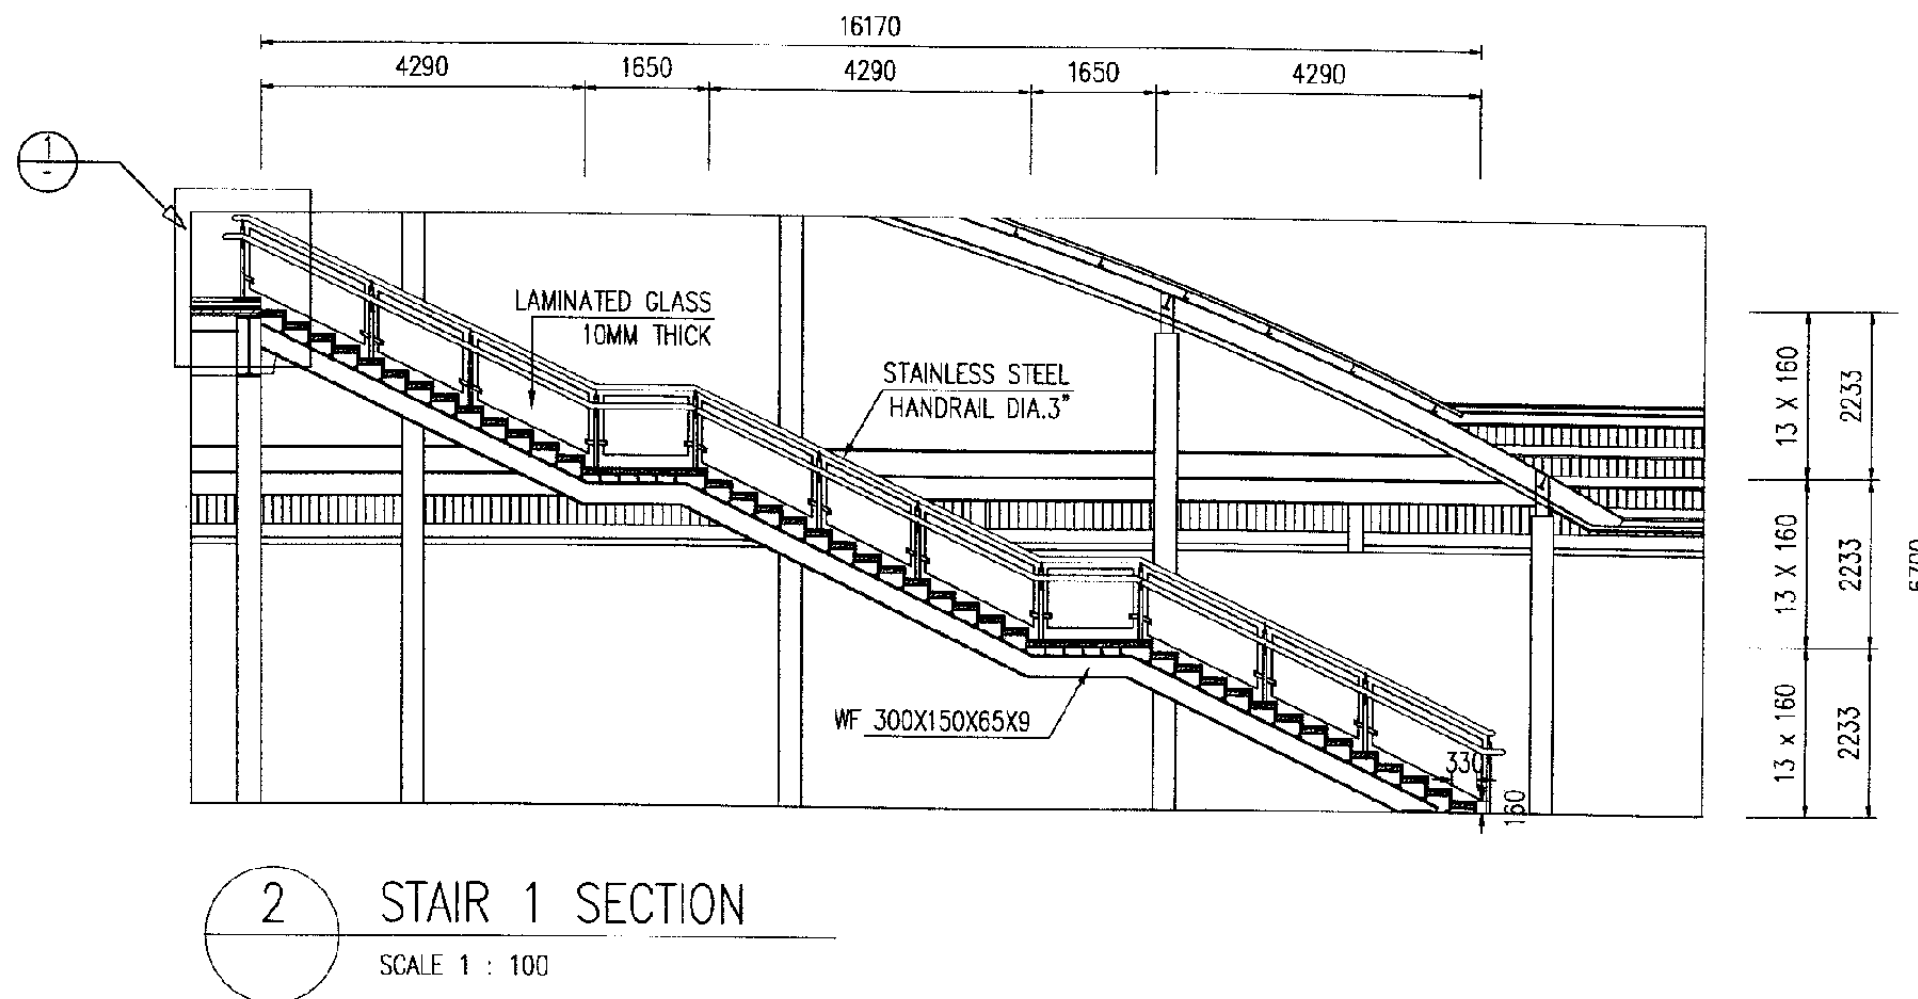 16170
4290 1650 4290 1650 4290
1
-
LAMINATED GLASS
10MM THICK
STAINLESS STEEL
HANDRAIL DIA.3"
13 X 160
2233
13 X 160
2233
13 x 160
2233
WF 300X150X65X9
330
160
2
STAIR 1 SECTION
SCALE 1 : 100